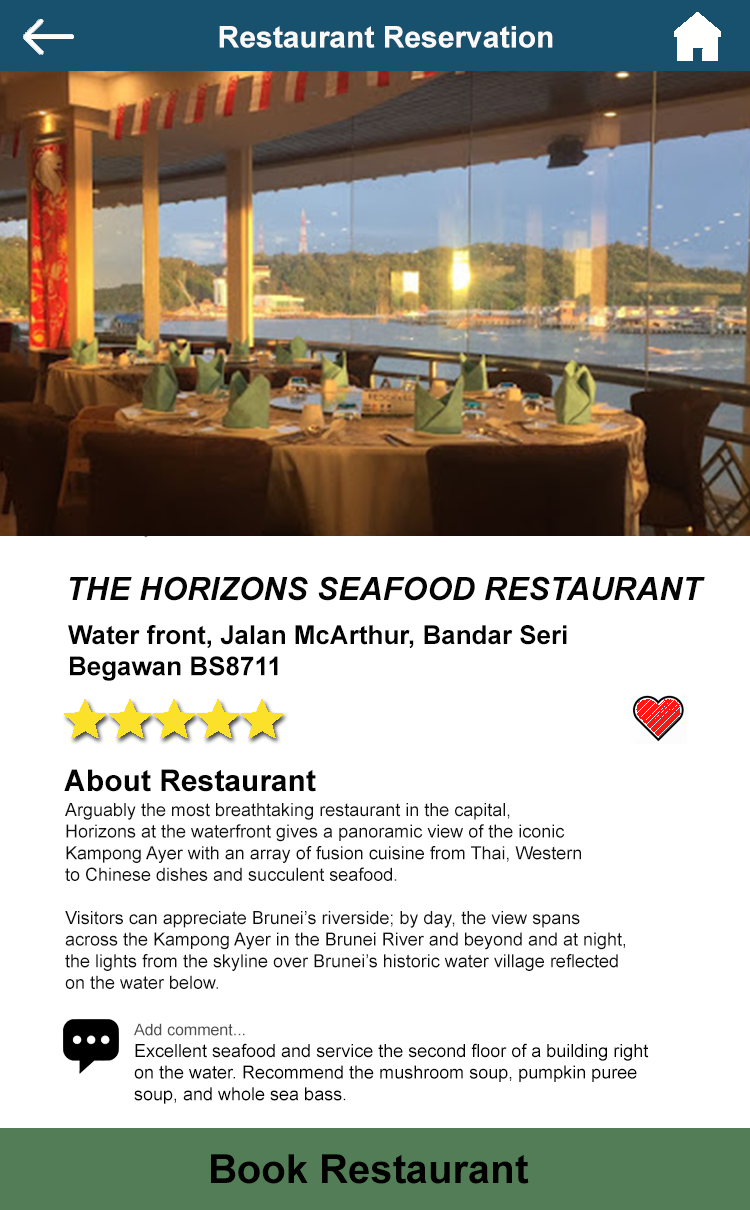 Restaurant Reservation
THE HORIZONS SEAFOOD RESTAURANT
Water front, Jalan McArthur, Bandar Seri
Begawan BS8711
About Restaurant
Arguably the most breathtaking restaurant in the capital,
Horizons at the waterfront gives a panoramic view of the iconic
Kampong Ayer with an array of fusion cuisine from Thai, Western
to Chinese dishes and succulent seafood.
Visitors can appreciate Brunei’s riverside; by day, the view spans
across the Kampong Ayer in the Brunei River and beyond and at night,
the lights from the skyline over Brunei’s historic water village reflected
on the water below.
Add comment...
Excellent seafood and service the second floor of a building right
on the water. Recommend the mushroom soup, pumpkin puree
soup, and whole sea bass.
Book Restaurant